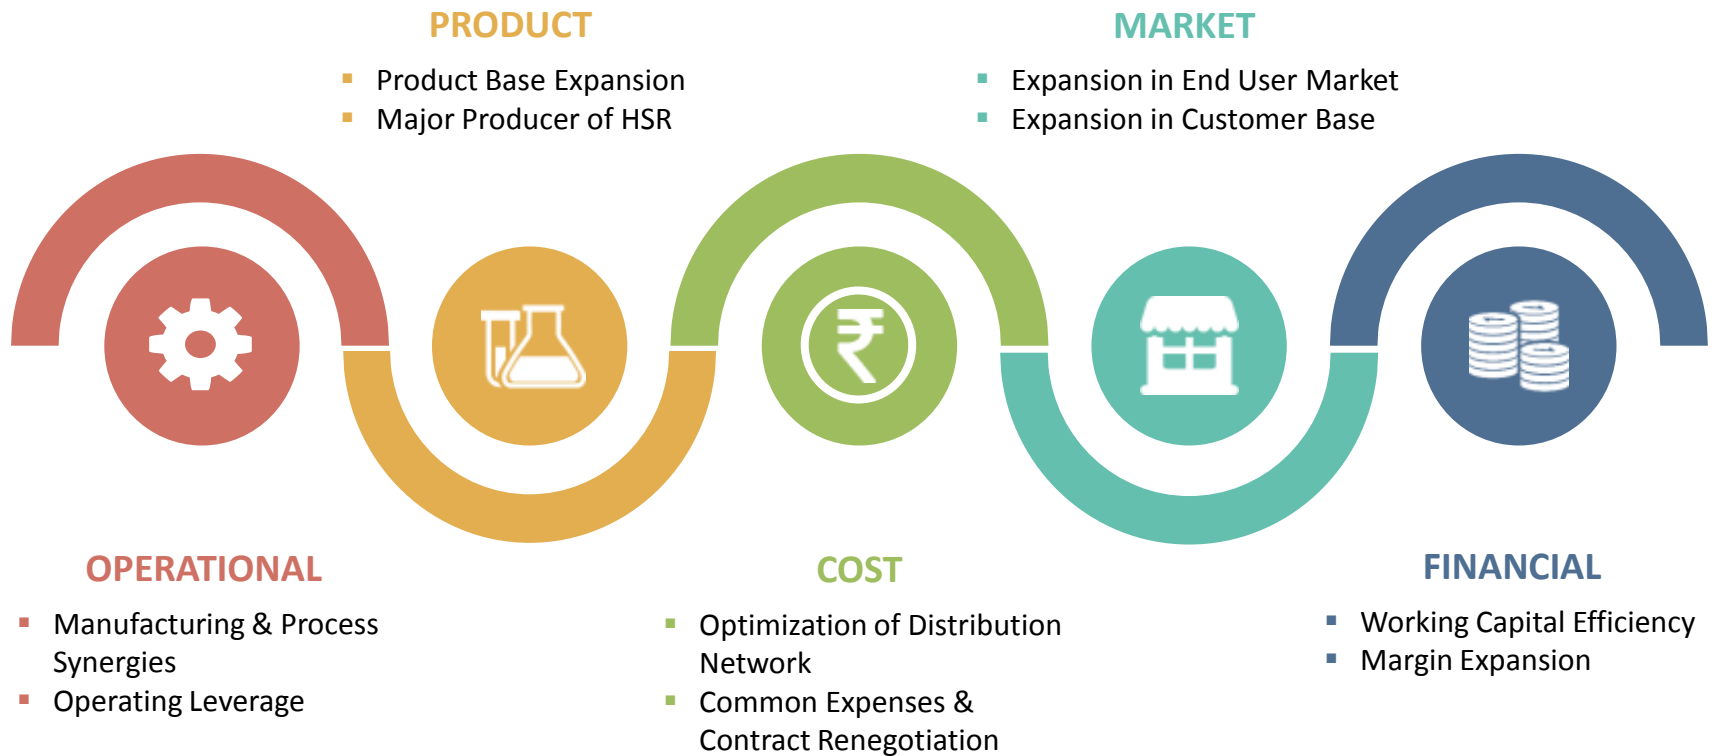 PRODUCT
▪ Product Base Expansion
▪ Major Producer of HSR
MARKET
▪ Expansion in End User Market
▪ Expansion in Customer Base
₹
OPERATIONAL
▪ Manufacturing & Process
Synergies
▪ Operating Leverage
COST
▪ Optimization of Distribution
Network
▪ Common Expenses &
Contract Renegotiation
FINANCIAL
▪ Working Capital Efficiency
▪ Margin Expansion